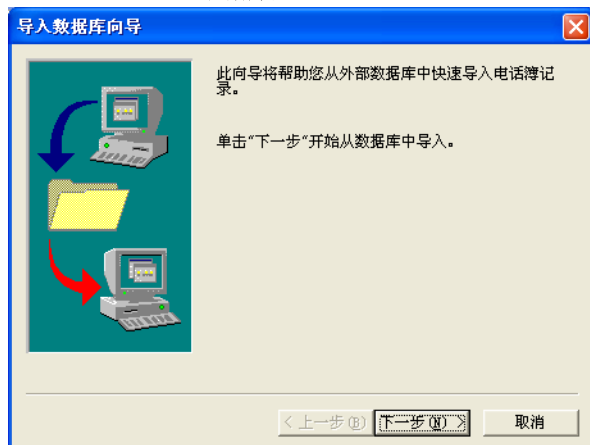 导入数据库向导
此向导将帮助您从外部数据库中快速导入电话簿记
录。
单击“下一步”开始从数据库中导入。
< 上一步(B)
下一步(N) >
取消